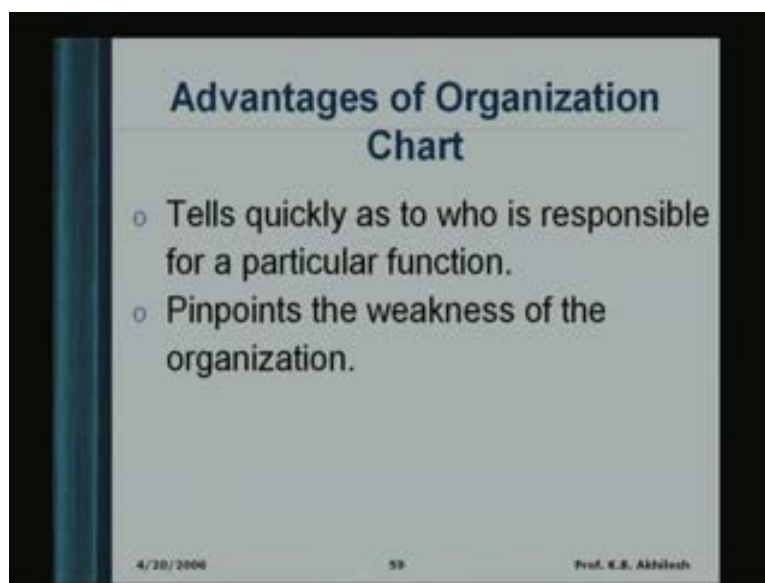 Advantages of Organization
Chart
o Tells quickly as to who is responsible
for a particular function.
o Pinpoints the weakness of the
organization.
4/20/2006 59 Prof. K.B. Akhilesh